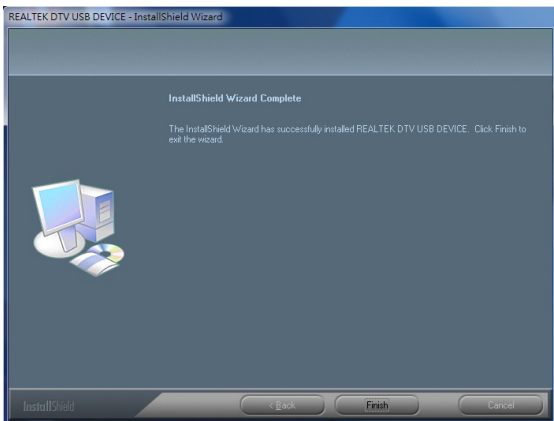 REALTEK DTV USB DEVICE - InstallShield Wizard
InstallShield Wizard Complete
The InstallShield Wizard has successfully installed REALTEK DTV USB DEVICE. Click Finish to
exit the wizard.
InstallShield
< Back
Finish
Cancel